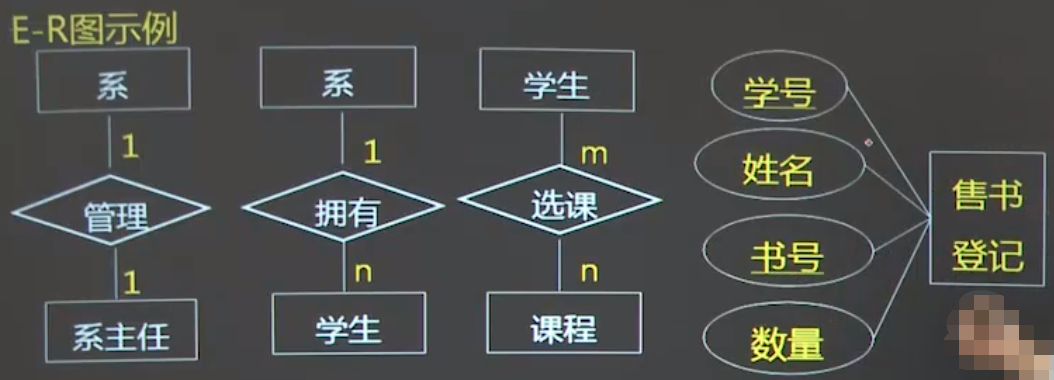 E-R图示例
系
1
管理
1
系主任
系
1
拥有
n
学生
学生
m
选课
n
课程
学号
姓名
书号
数量
售书
登记